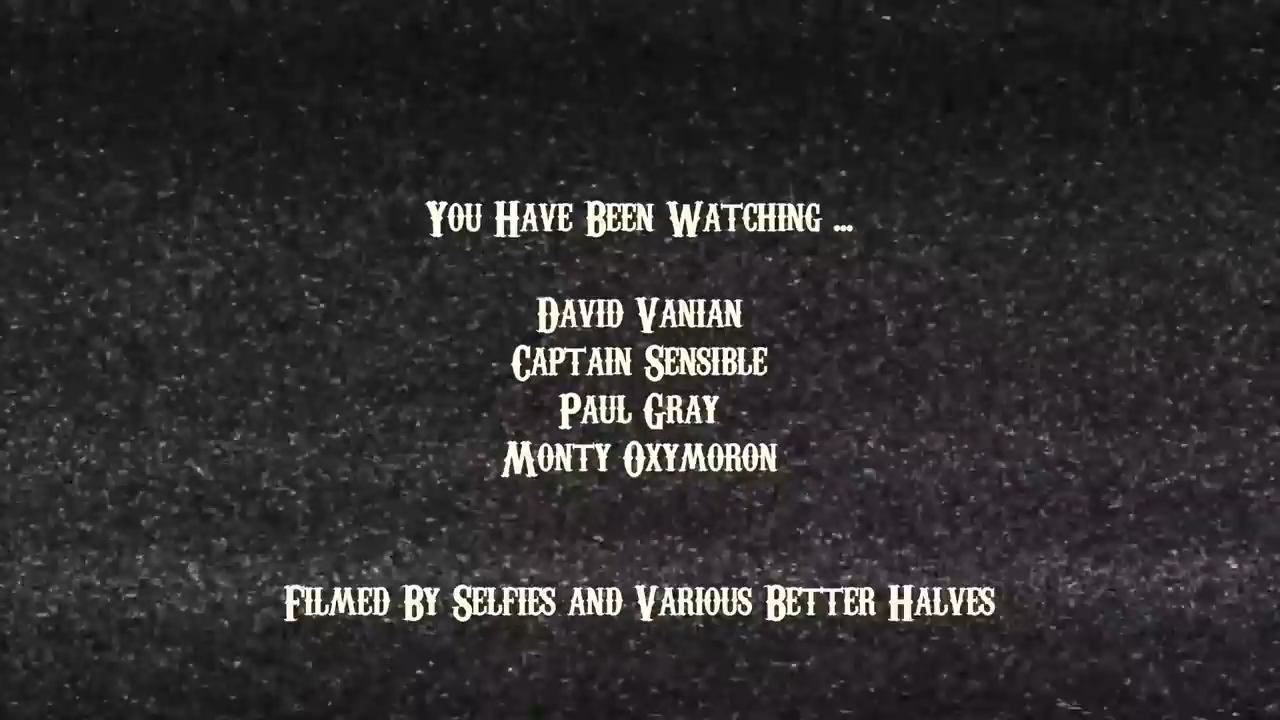 You Have Been Watching ...
David Vanian
Captain Sensible
Paul Gray
Monty Oxymoron
Filmed By Selfies and Various Better Halves